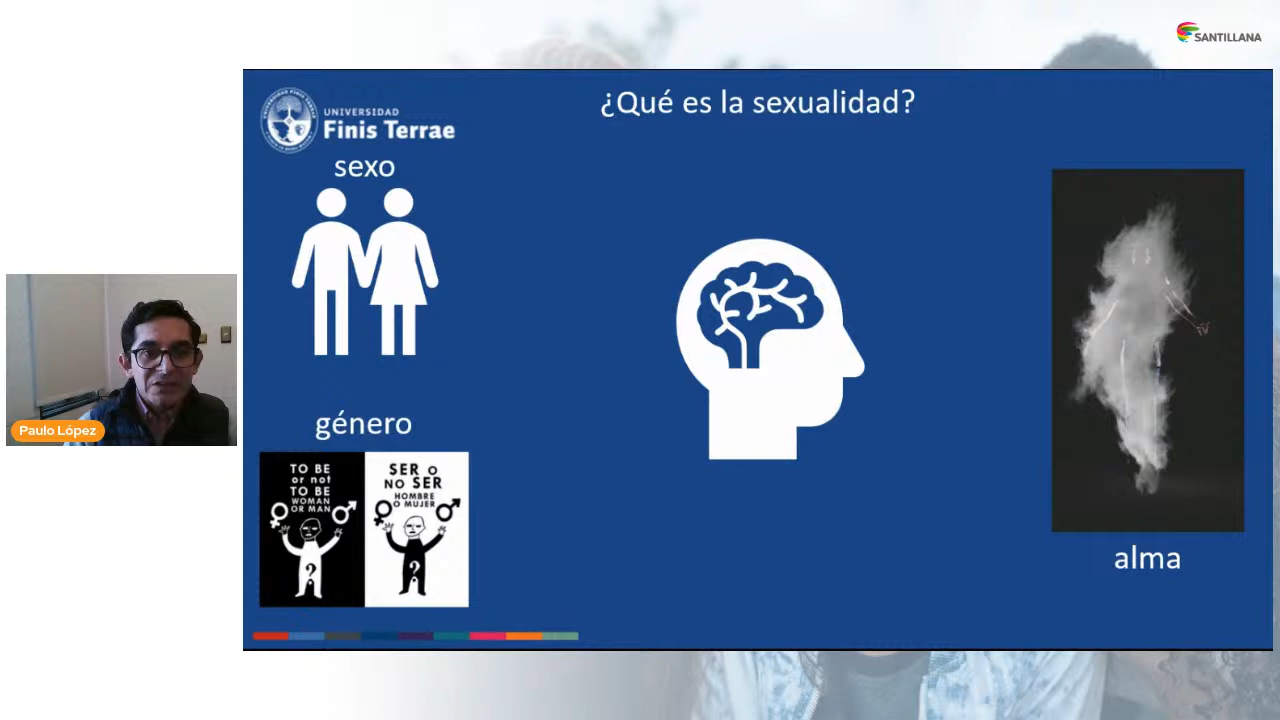 SANTILLANA
¿Qué es la sexualidad?
UNIVERSIDAD
Finis Terrae
sexo
género
TO BE
or not
TO BE
WOMAN
OR MAN
SER o
NO SER
HOMBRE
O MUJER
?
?
alma
Paulo López